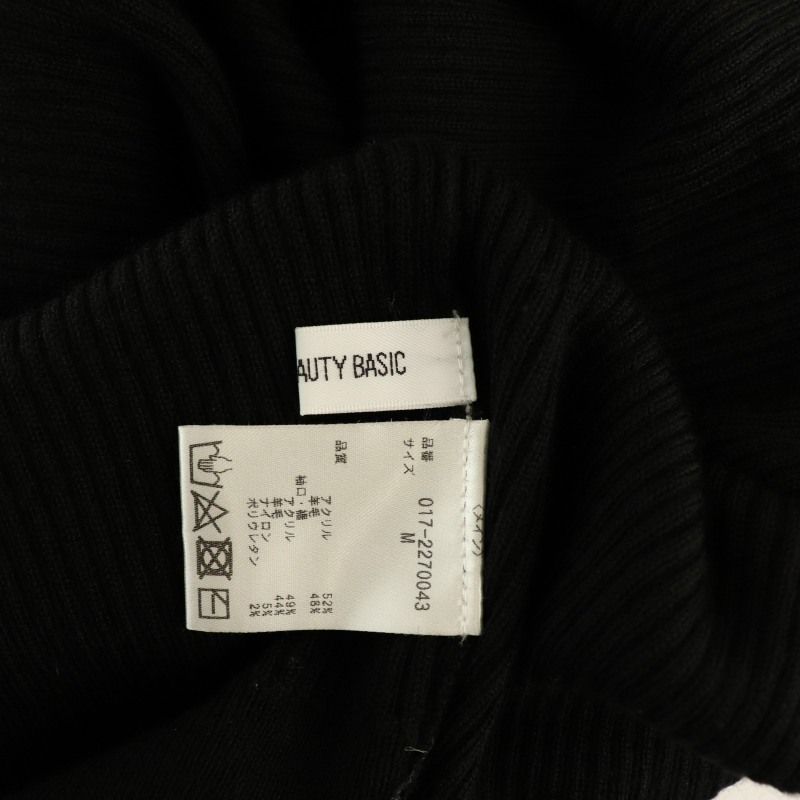 AUTY BASIC
〈メイン〉
品番 017-2270043
サイズ M
品質
アクリル 52%
羊毛 48%
袖口・裾
アクリル 49%
羊毛 44%
ナイロン 5%
ポリウレタン 2%